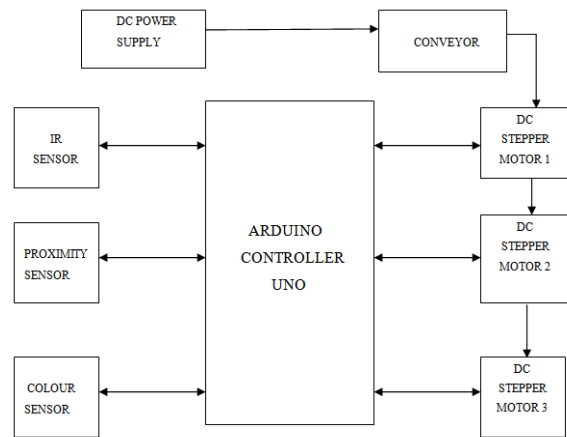 DC POWER
SUPPLY
CONVEYOR
IR
SENSOR
DC
STEPPER
MOTOR 1
PROXIMITY
SENSOR
ARDUINO
CONTROLLER
UNO
DC
STEPPER
MOTOR 2
COLOUR
SENSOR
DC
STEPPER
MOTOR 3